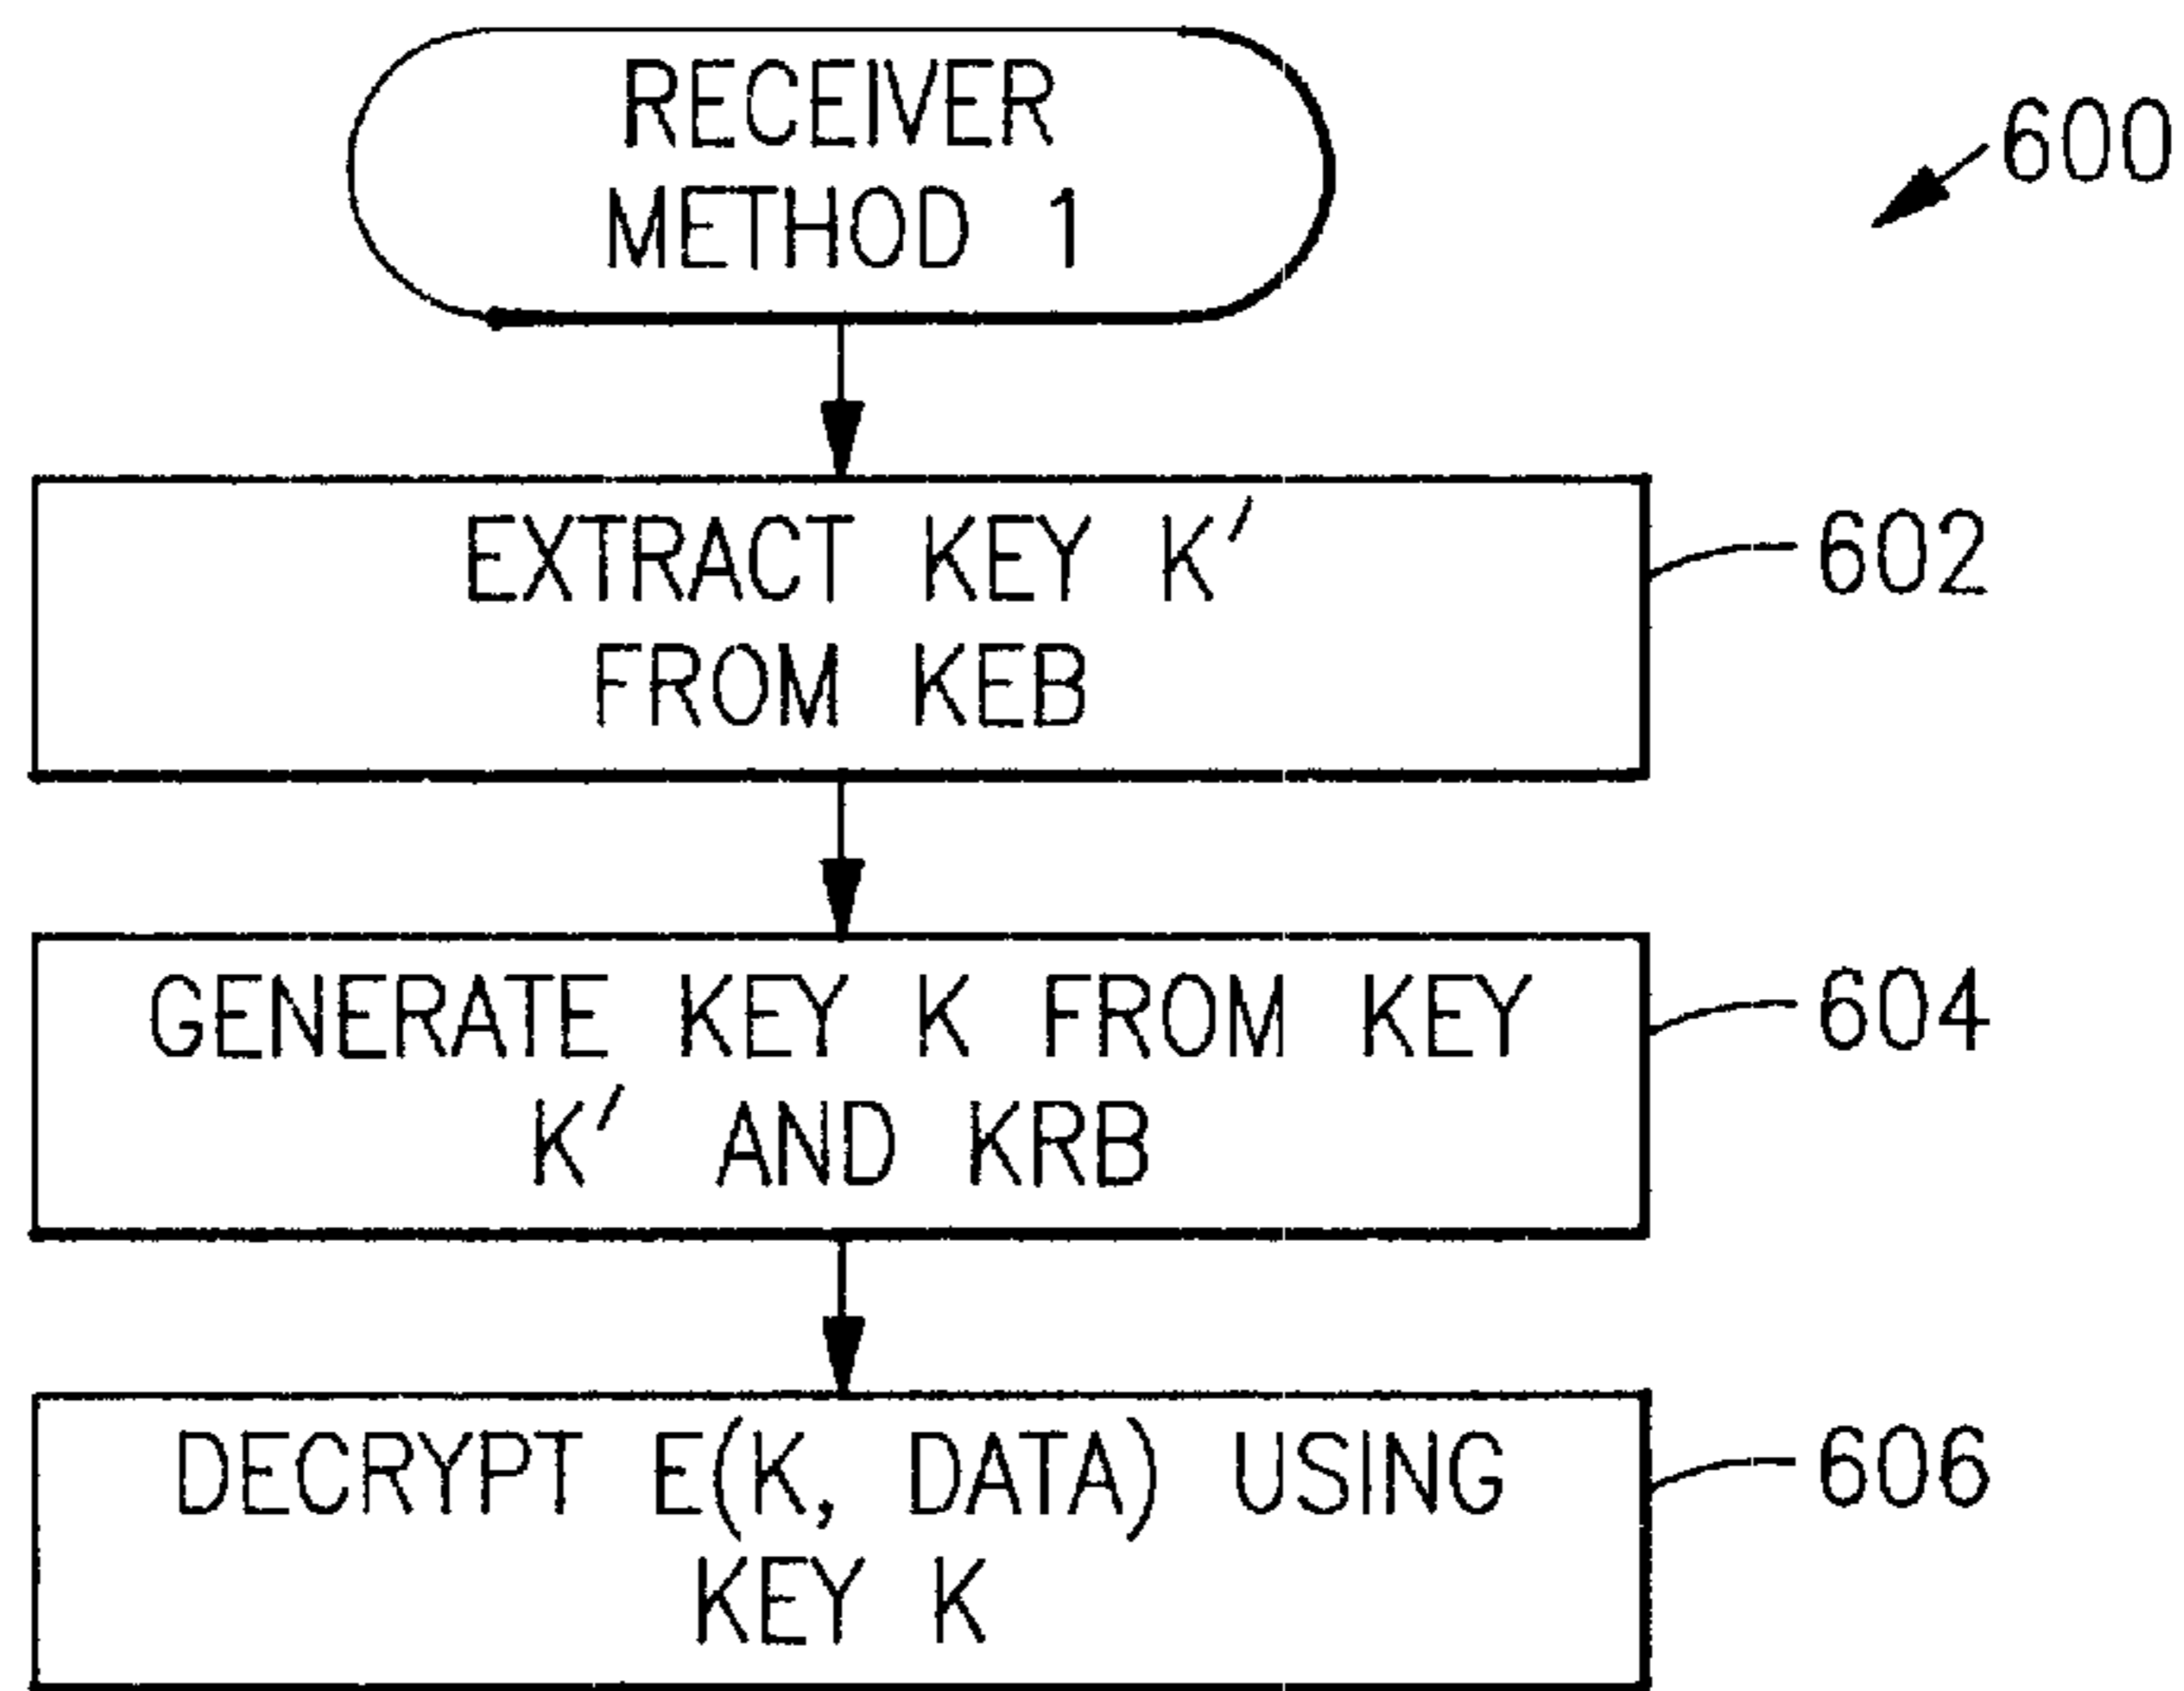 RECEIVER
METHOD 1
600
EXTRACT KEY K'
FROM KEB
602
GENERATE KEY K FROM KEY
K' AND KRB
604
DECRYPT E(K, DATA) USING
KEY K
606